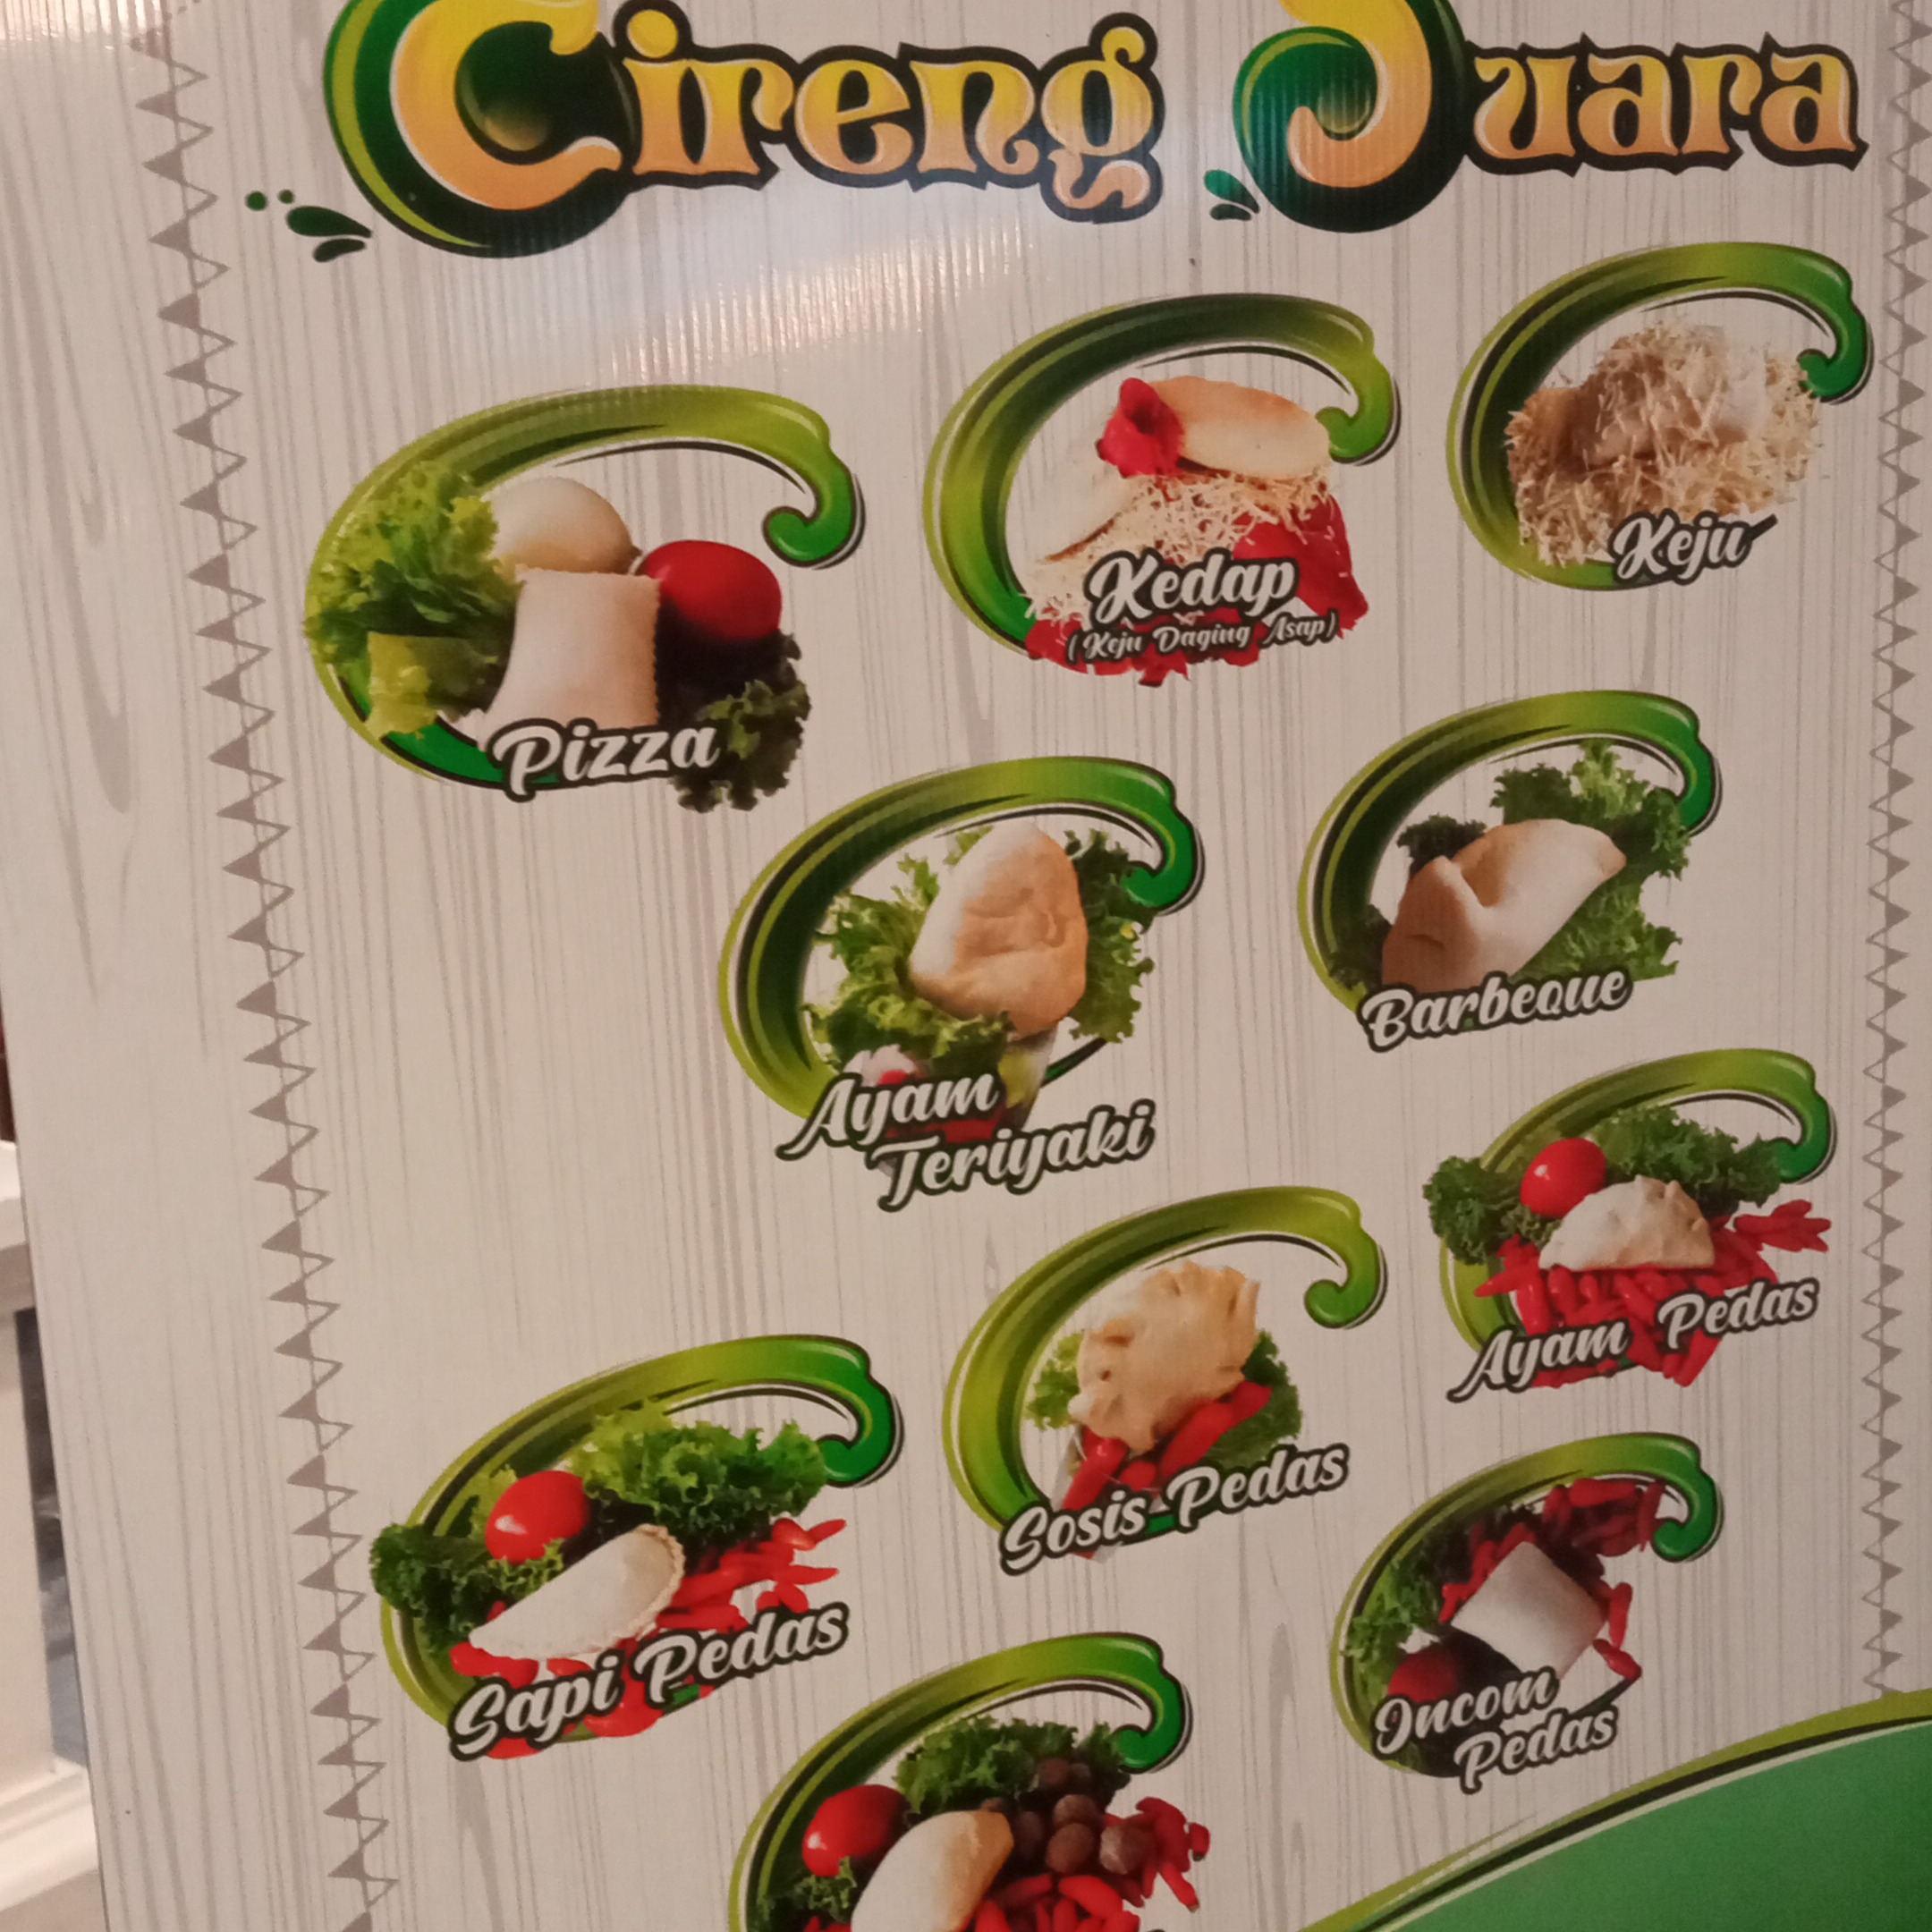 Cireng Juara
Pizza
Kedap
(Keju Daging Asap)
Keju
Ayam
Teriyaki
Barbeque
Sapi Pedas
Sosis Pedas
Ayam Pedas
Oncom
Pedas